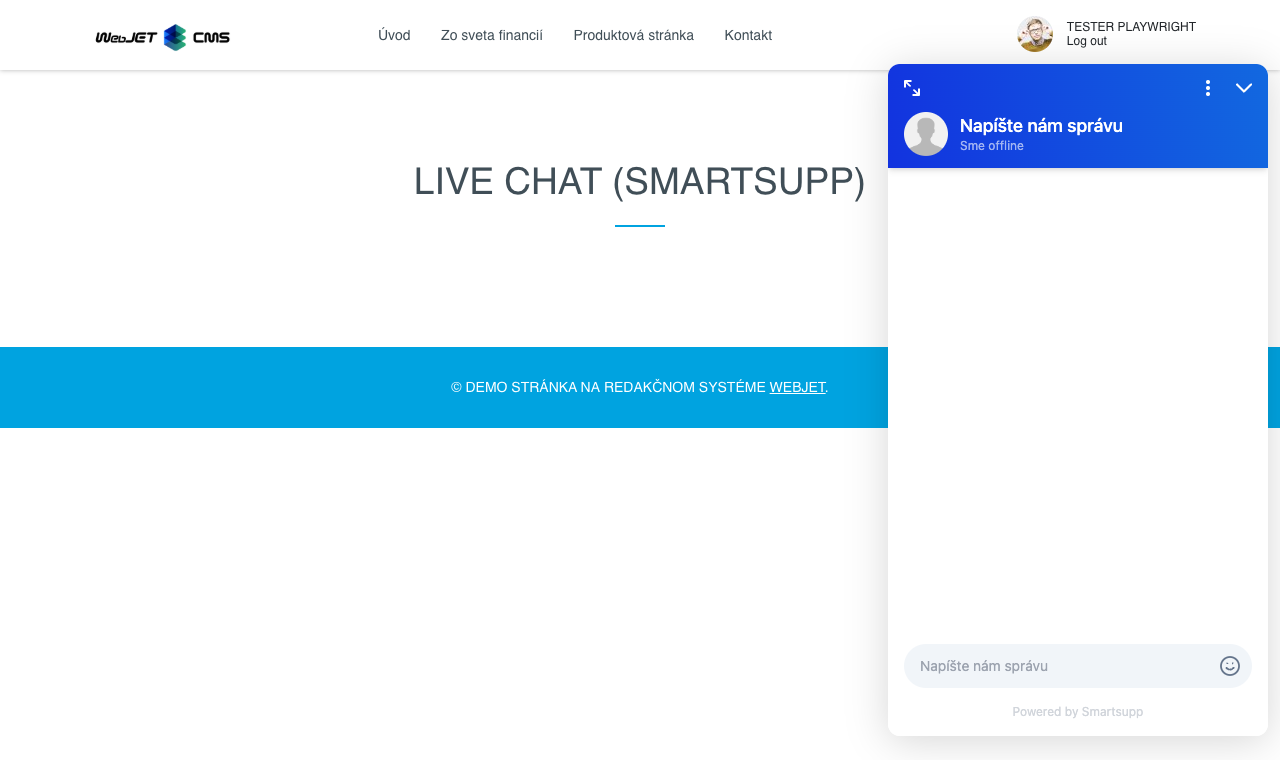 WebJET CMS
Úvod
Zo sveta financií
Produktová stránka
Kontakt
TESTER PLAYWRIGHT
Log out
LIVE CHAT (SMARTSUPP)
© DEMO STRÁNKA NA REDAKČNOM SYSTÉME WEBJET.
Napíšte nám správu
Sme offline
Napíšte nám správu
Powered by Smartsupp